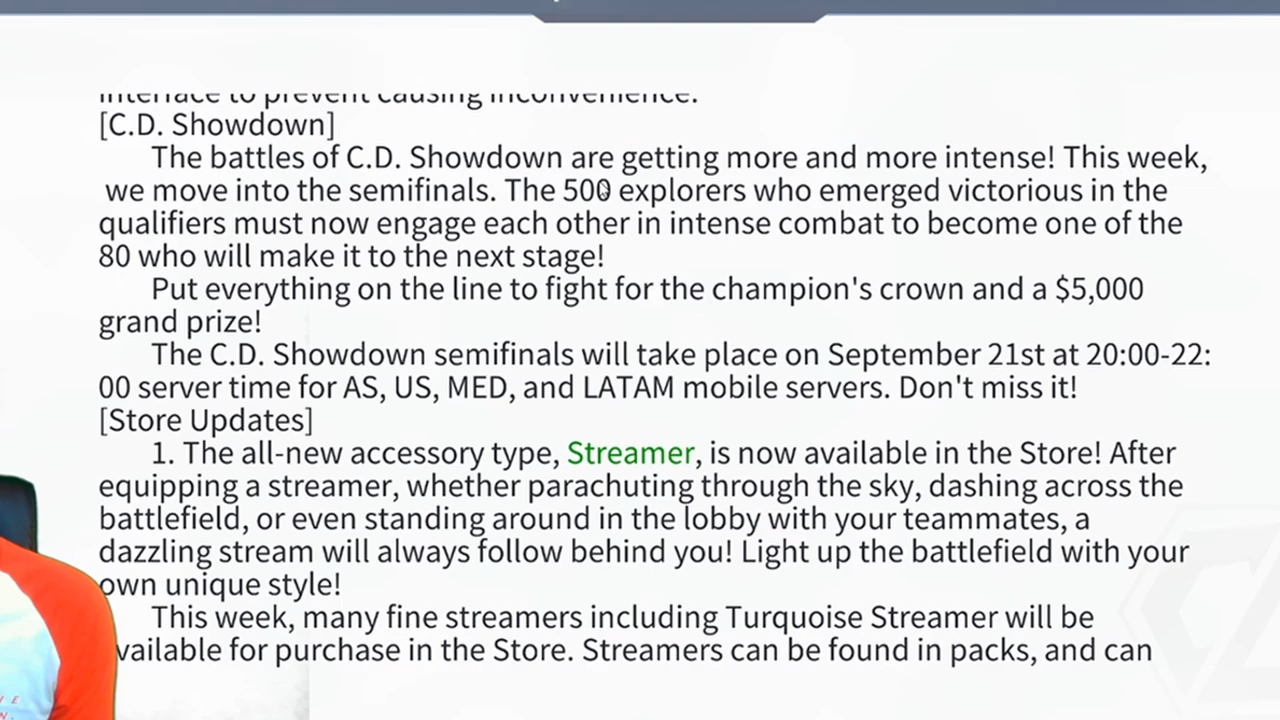 interface to prevent causing inconvenience.
[C.D. Showdown]
The battles of C.D. Showdown are getting more and more intense! This week,
we move into the semifinals. The 500 explorers who emerged victorious in the
qualifiers must now engage each other in intense combat to become one of the
80 who will make it to the next stage!
Put everything on the line to fight for the champion's crown and a $5,000
grand prize!
The C.D. Showdown semifinals will take place on September 21st at 20:00-22:
00 server time for AS, US, MED, and LATAM mobile servers. Don't miss it!
[Store Updates]
1. The all-new accessory type, Streamer, is now available in the Store! After
equipping a streamer, whether parachuting through the sky, dashing across the
battlefield, or even standing around in the lobby with your teammates, a
dazzling stream will always follow behind you! Light up the battlefield with your
own unique style!
This week, many fine streamers including Turquoise Streamer will be
available for purchase in the Store. Streamers can be found in packs, and can